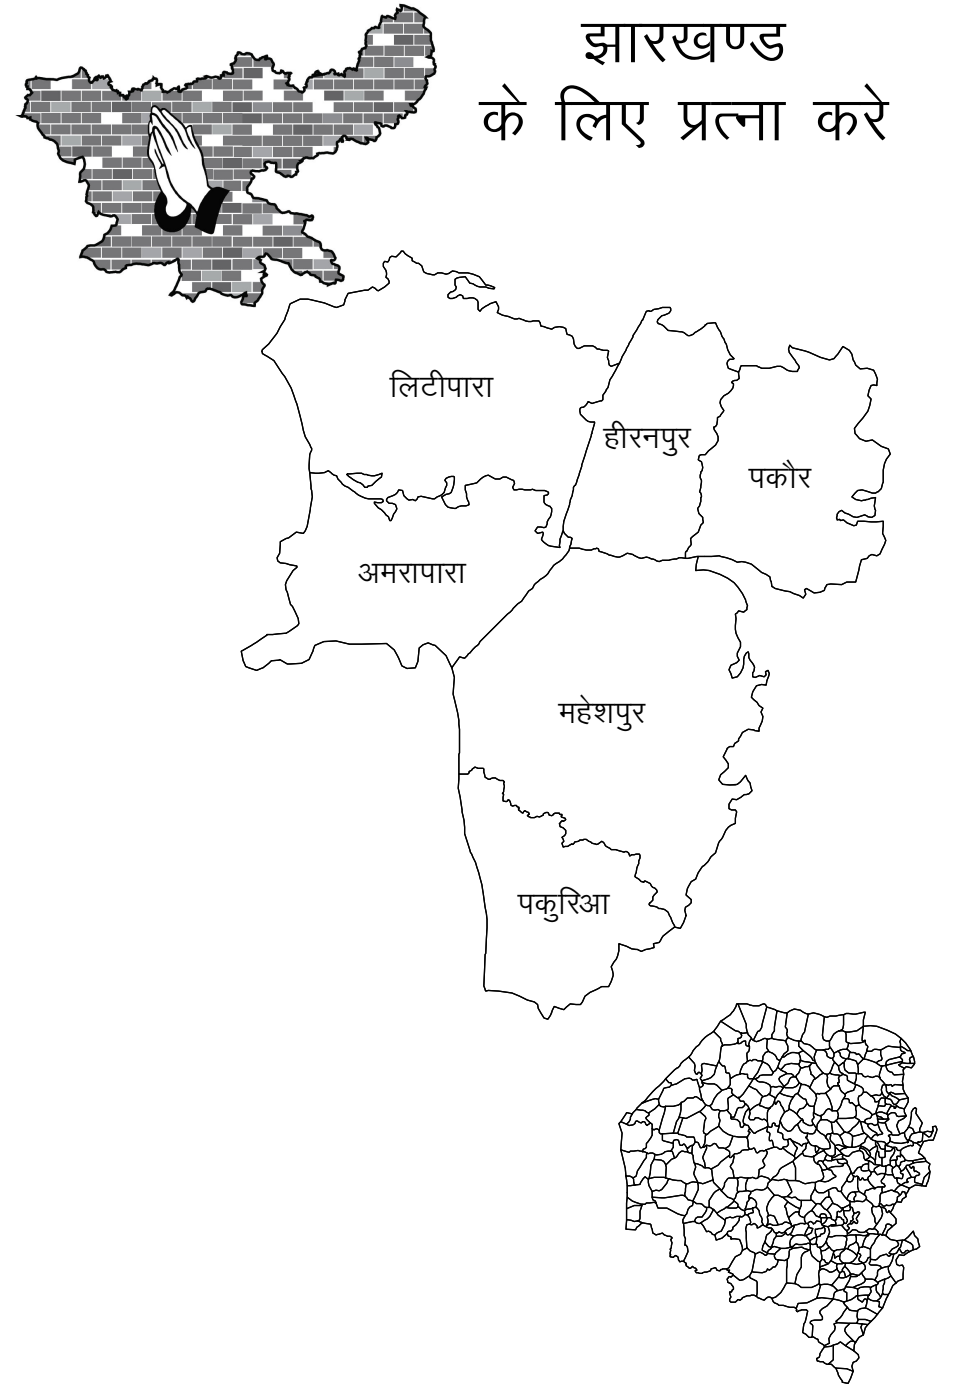 झारखण्ड
के लिए प्रत्ना करे
लिटीपारा
हीरनपुर
पकौर
अमरापारा
महेशपुर
पकुरिआ